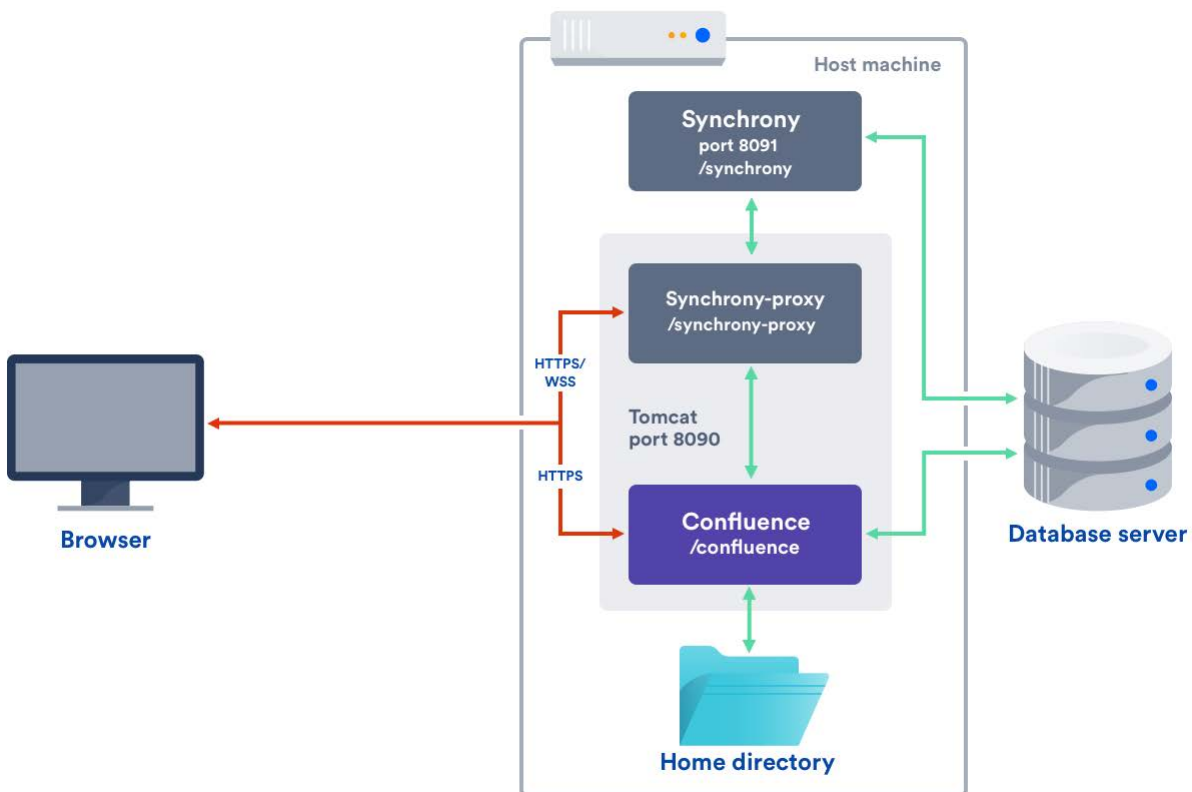 Host machine
Synchrony
port 8091
/synchrony
Synchrony-proxy
/synchrony-proxy
HTTPS/
WSS
Tomcat
port 8090
HTTPS
Confluence
/confluence
Browser
Database server
Home directory